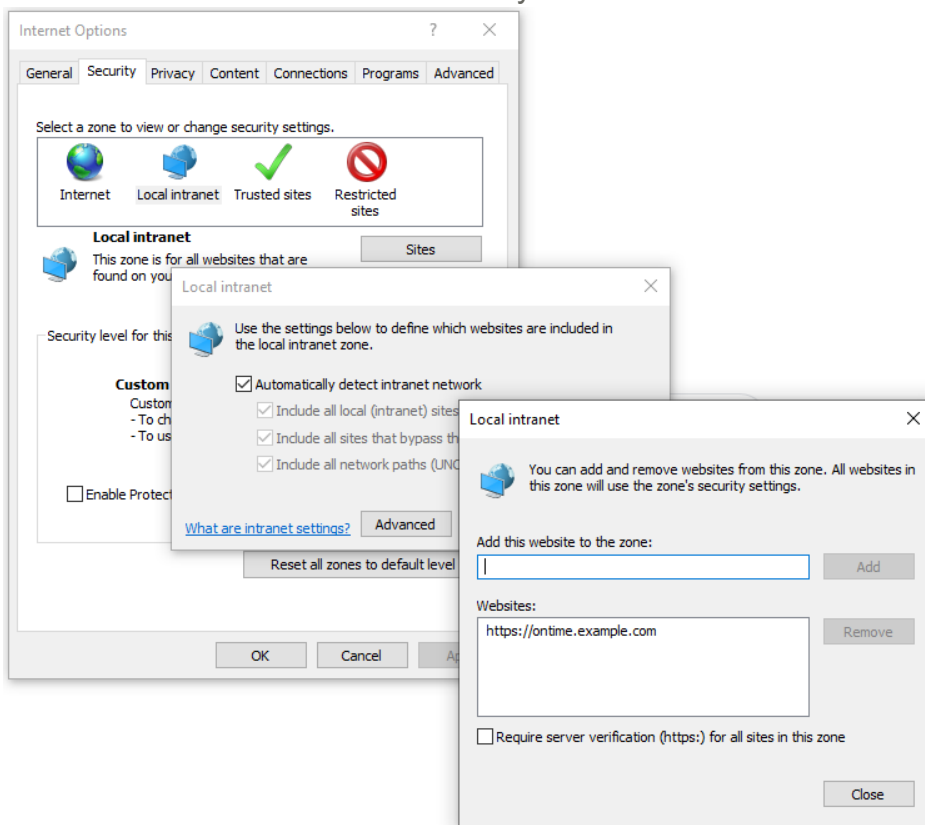 Internet Options
General Security Privacy Content Connections Programs Advanced
Select a zone to view or change security settings.
Internet
Local intranet
Trusted sites
Restricted
sites
Local intranet
This zone is for all websites that are
found on you
Sites
Security level for this
Custom
Custom
- To ch
- To us
Enable Protect
Reset all zones to default level
OK
Cancel
Ap
Local intranet
Use the settings below to define which websites are included in
the local intranet zone.
Automatically detect intranet network
Include all local (intranet) sites
Include all sites that bypass th
Include all network paths (UNC
What are intranet settings?
Advanced
Local intranet
You can add and remove websites from this zone. All websites in
this zone will use the zone's security settings.
Add this website to the zone:
Add
Websites:
https://ontime.example.com
Remove
Require server verification (https:) for all sites in this zone
Close